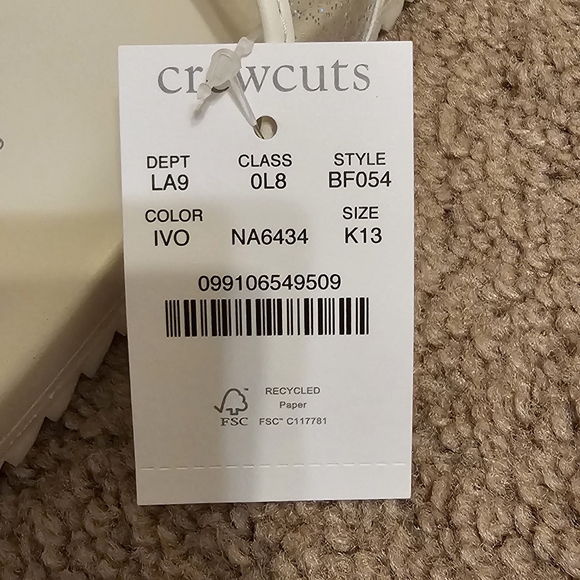 crewcuts
DEPT CLASS STYLE
LA9 0L8 BF054
COLOR SIZE
IVO NA6434 K13
099106549509
RECYCLED
Paper
FSC FSC™ C117781